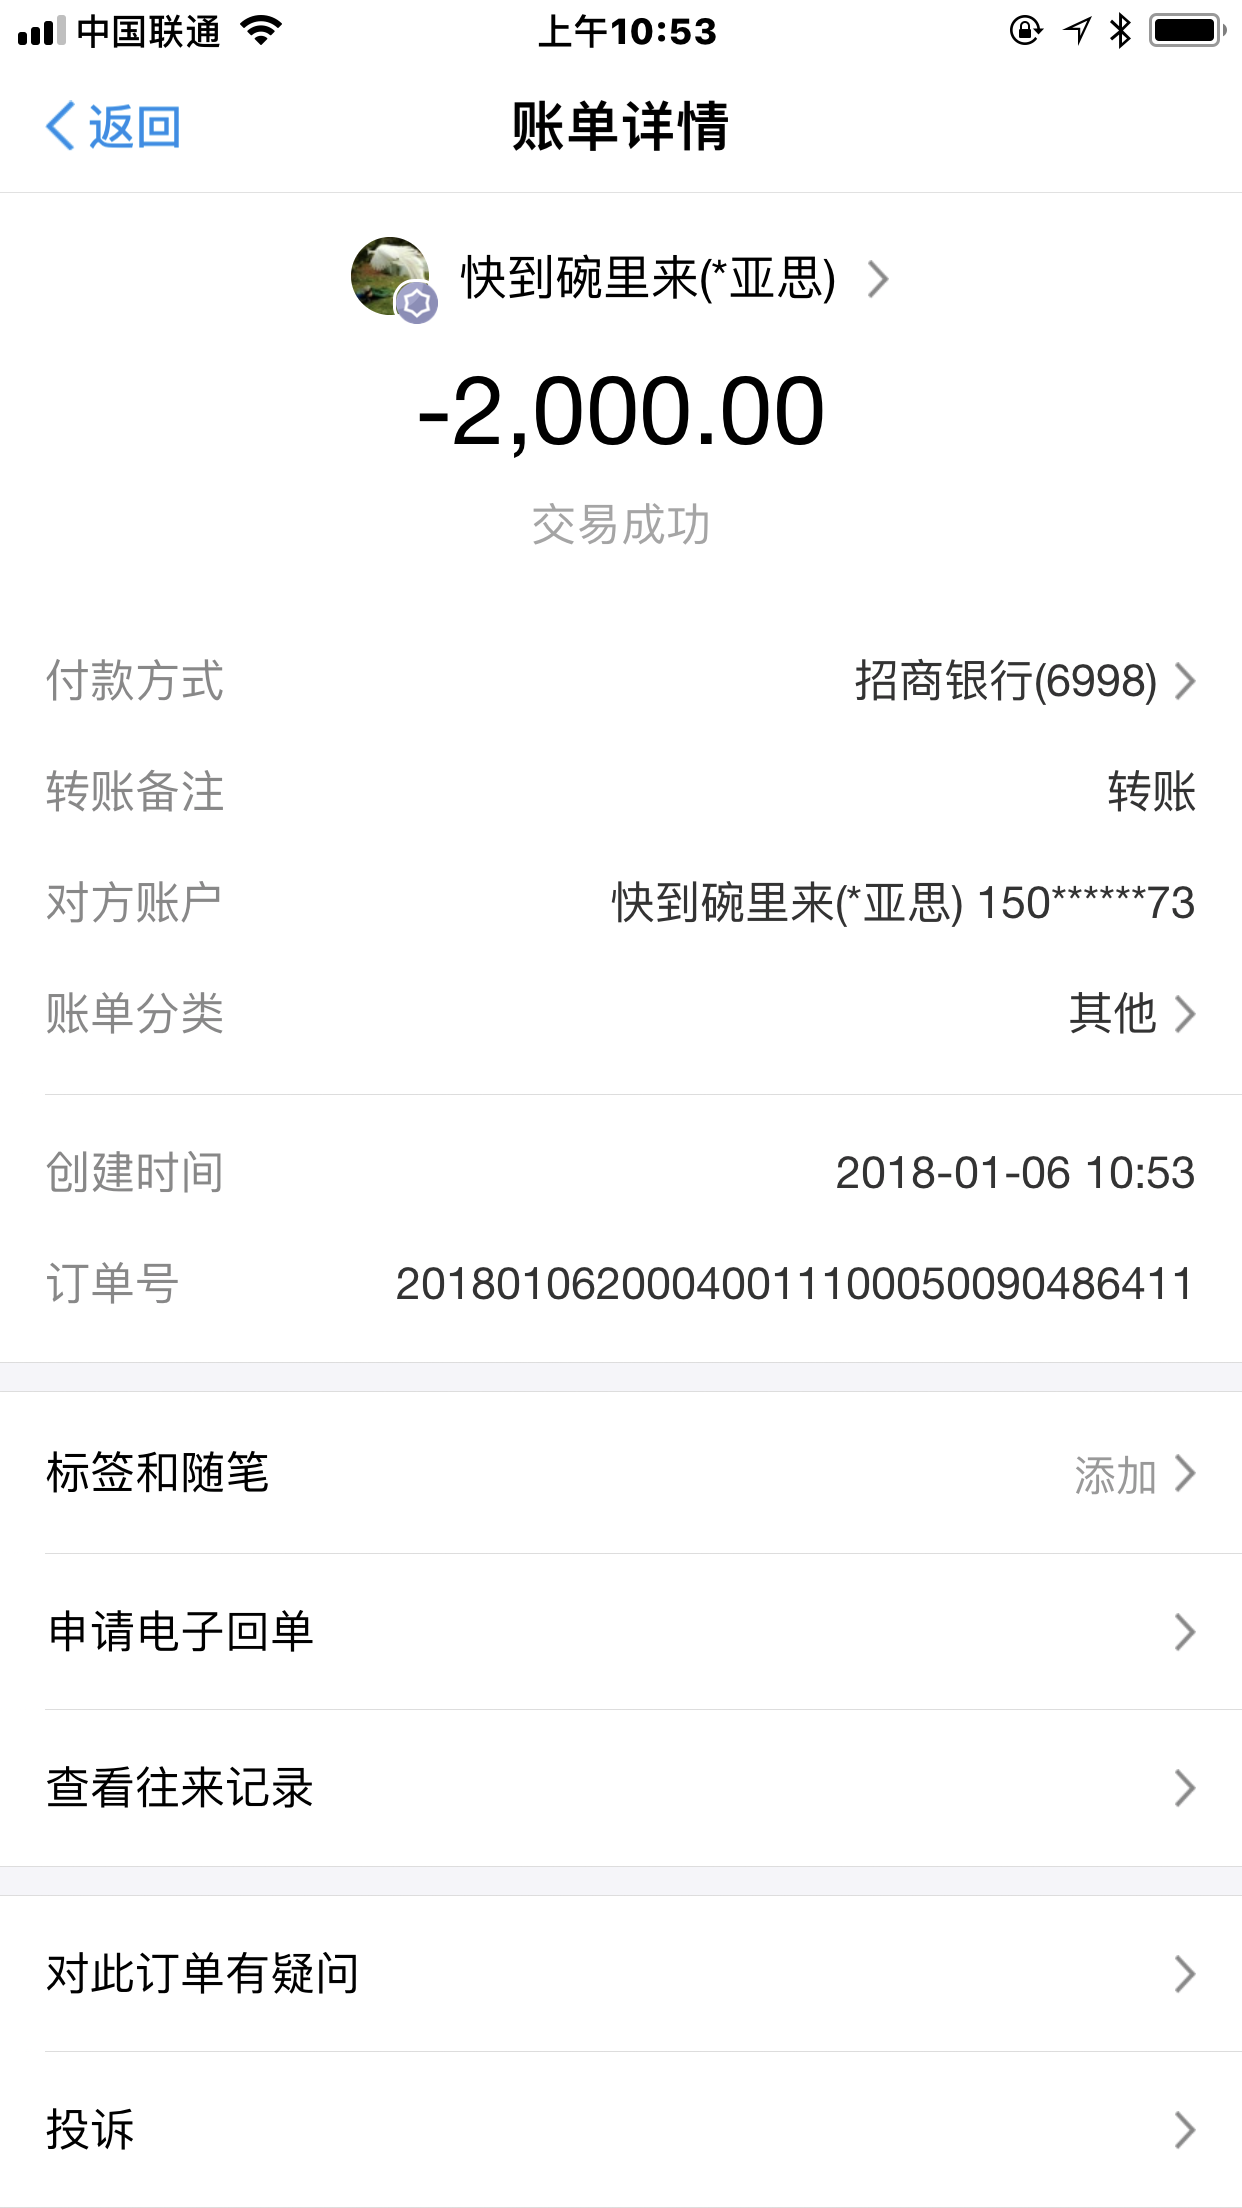 中国联通 上午10:53
返回 账单详情
快到碗里来(*亚思)
-2,000.00
交易成功
付款方式 招商银行(6998)
转账备注 转账
对方账户 快到碗里来(*亚思) 150******73
账单分类 其他
创建时间 2018-01-06 10:53
订单号 20180106200040011100050090486411
标签和随笔 添加
申请电子回单
查看往来记录
对此订单有疑问
投诉